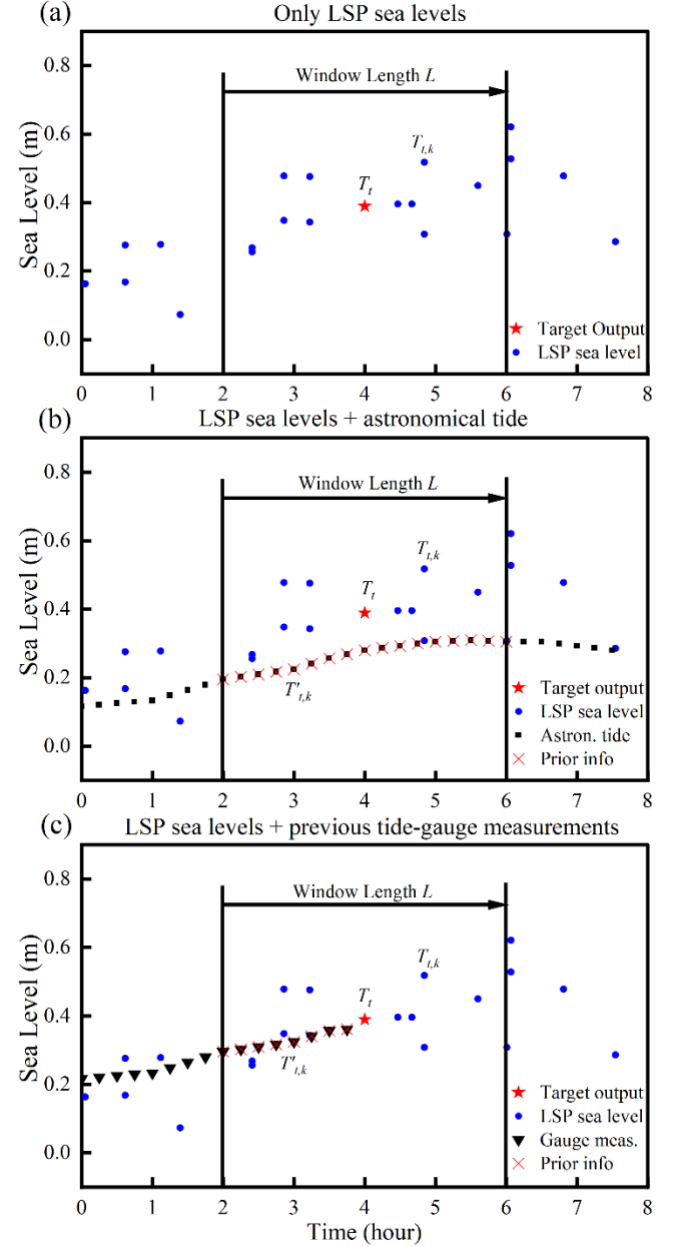 (a) Only LSP sea levels
Window Length L
T_{t,k}
T_t
Sea Level (m)
0.8
0.6
0.4
0.2
0.0
Target Output
LSP sea level
0 1 2 3 4 5 6 7 8
(b) LSP sea levels + astronomical tide
Window Length L
T_{t,k}
T_t
T'_{t,k}
Sea Level (m)
0.8
0.6
0.4
0.2
0.0
Target output
LSP sea level
Astron. tide
Prior info
0 1 2 3 4 5 6 7 8
(c) LSP sea levels + previous tide-gauge measurements
Window Length L
T_{t,k}
T_t
T'_{t,k}
Sea Level (m)
0.8
0.6
0.4
0.2
0.0
Target output
LSP sea level
Gauge meas.
Prior info
0 1 2 3 4 5 6 7 8
Time (hour)